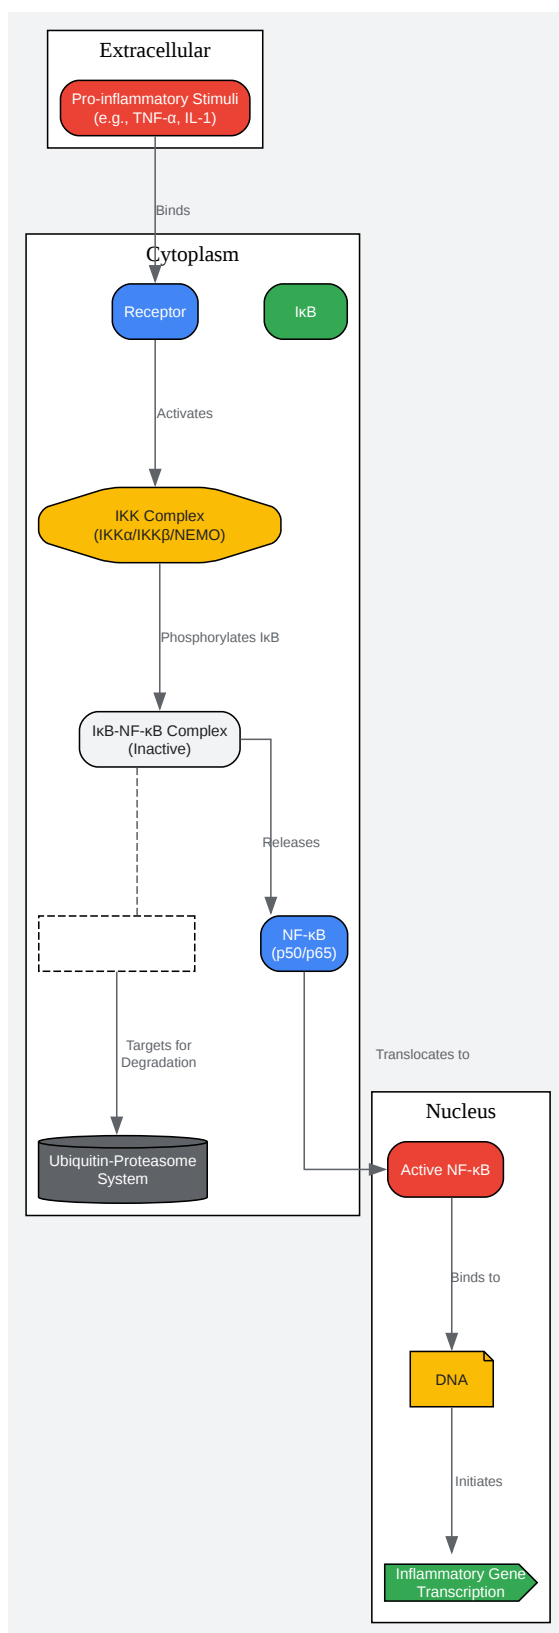 Extracellular
Pro-inflammatory Stimuli
(e.g., TNF-α, IL-1)
Binds
Cytoplasm
Receptor
IκB
Activates
IKK Complex
(IKKα/IKKβ/NEMO)
Phosphorylates IκB
IκB-NF-κB Complex
(Inactive)
Releases
NF-κB
(p50/p65)
Targets for
Degradation
Translocates to
Nucleus
Ubiquitin-Proteasome
System
Active NF-κB
Binds to
DNA
Initiates
Inflammatory Gene
Transcription